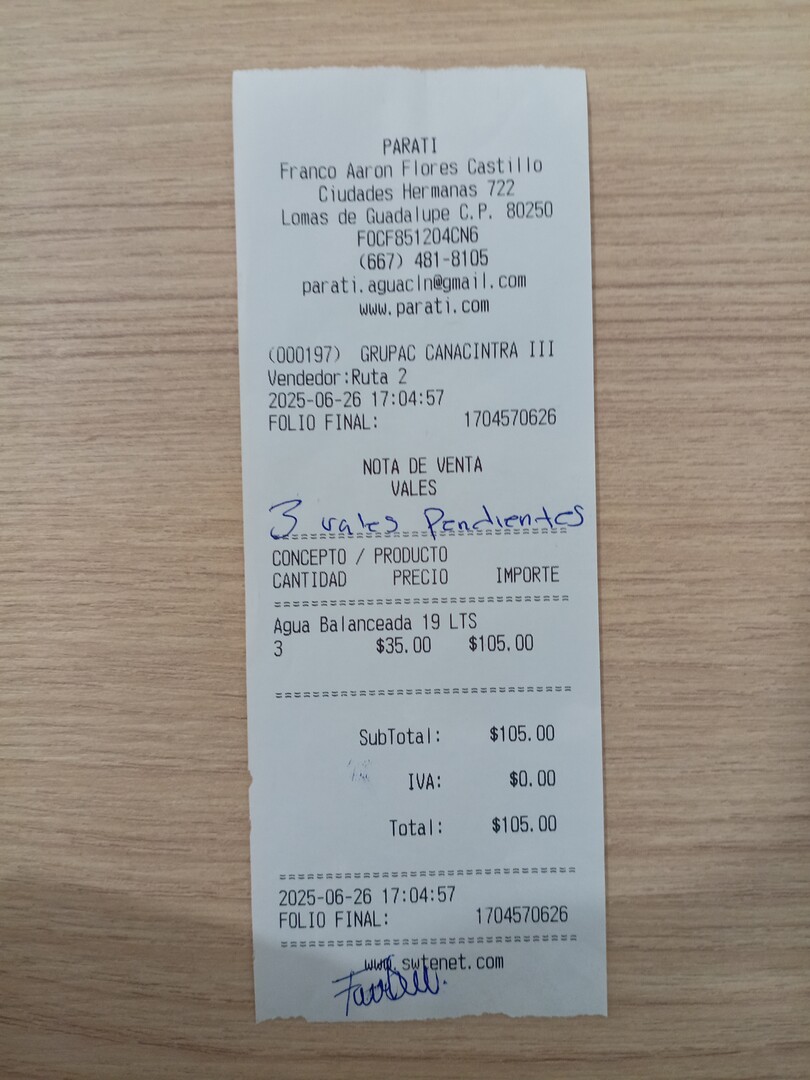 PARATI
Franco Aaron Flores Castillo
Ciudades Hermanas 722
Lomas de Guadalupe C.P. 80250
FOCF851204CN6
(667) 481-8105
parati.aguacln@gmail.com
www.parati.com
(000197) GRUPAC CANACINTRA III
Vendedor:Ruta 2
2025-06-26 17:04:57
FOLIO FINAL: 1704570626
NOTA DE VENTA
VALES
3 vales Pendientes
CONCEPTO / PRODUCTO
CANTIDAD PRECIO IMPORTE
Agua Balanceada 19 LTS
3 $35.00 $105.00
SubTotal: $105.00
IVA: $0.00
Total: $105.00
2025-06-26 17:04:57
FOLIO FINAL: 1704570626
www.swtenet.com